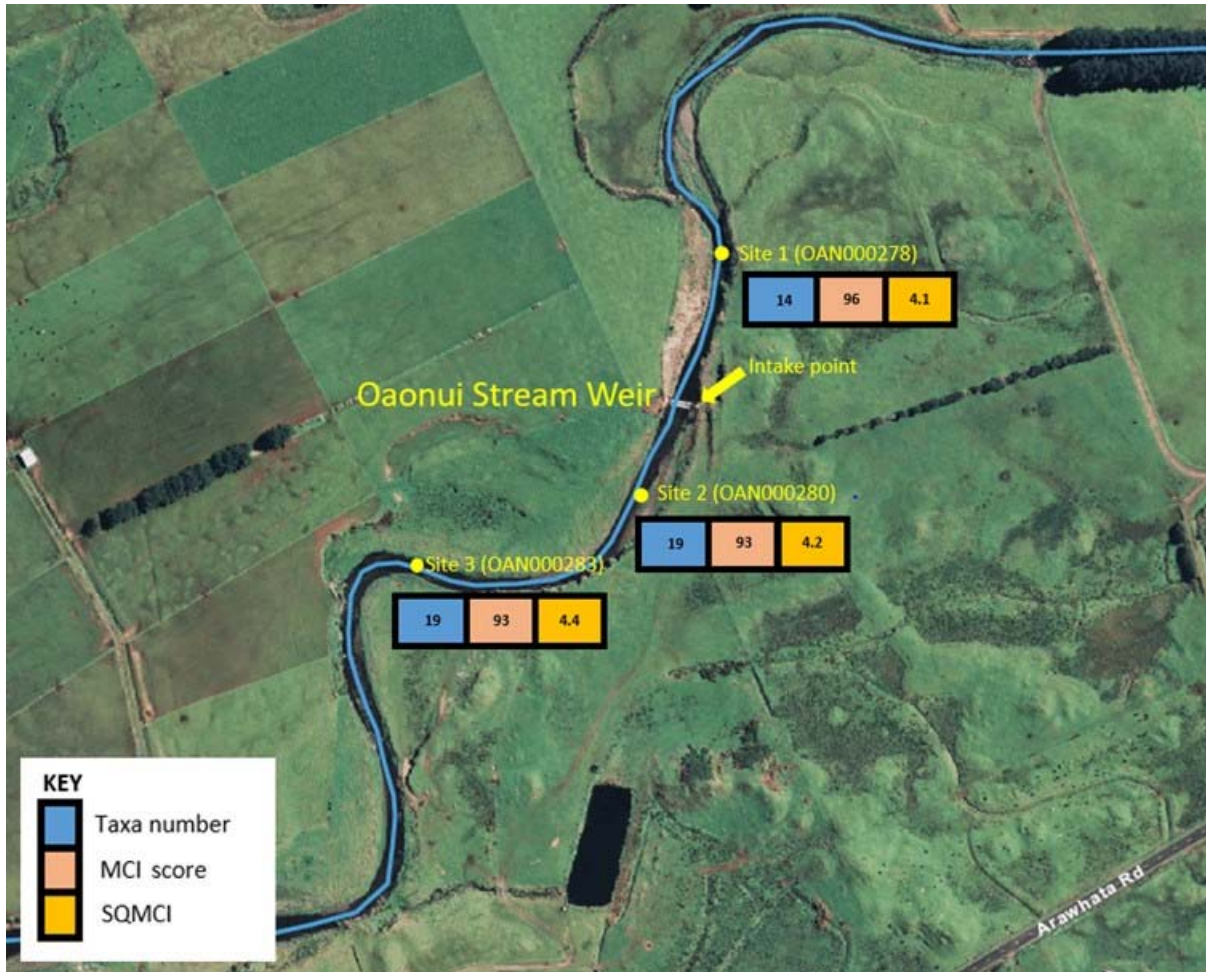 Site 1 (OAN000278)
14 96 4.1
Intake point
Oaonui Stream Weir
Site 2 (OAN000280)
19 93 4.2
Site 3 (OAN000283)
19 93 4.4
KEY
Taxa number
MCI score
SQMCI
Arawhata Rd